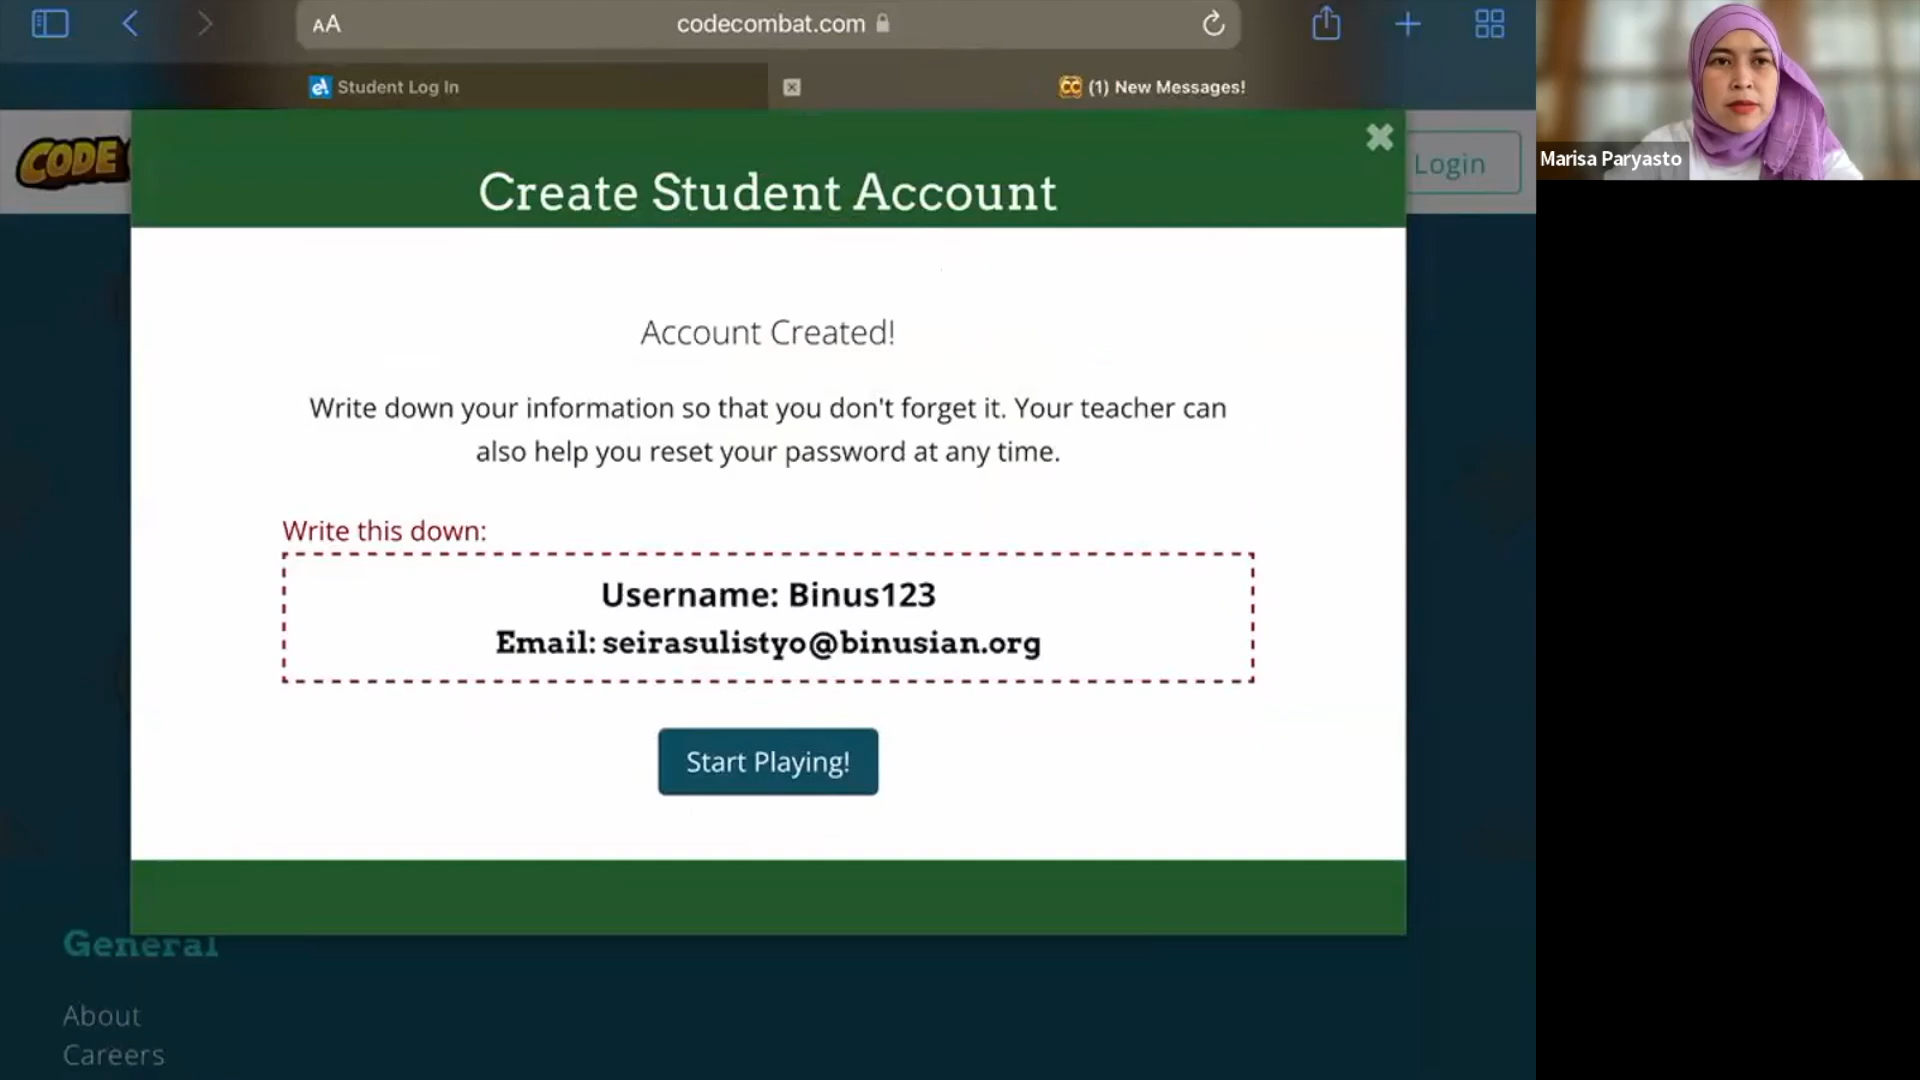 AA
codecombat.com
Student Log In
(1) New Messages!
CODE
Login
Create Student Account
Marisa Paryasto
Account Created!
Write down your information so that you don't forget it. Your teacher can
also help you reset your password at any time.
Write this down:
Username: Binus123
Email: seirasulistyo@binusian.org
Start Playing!
General
About
Careers